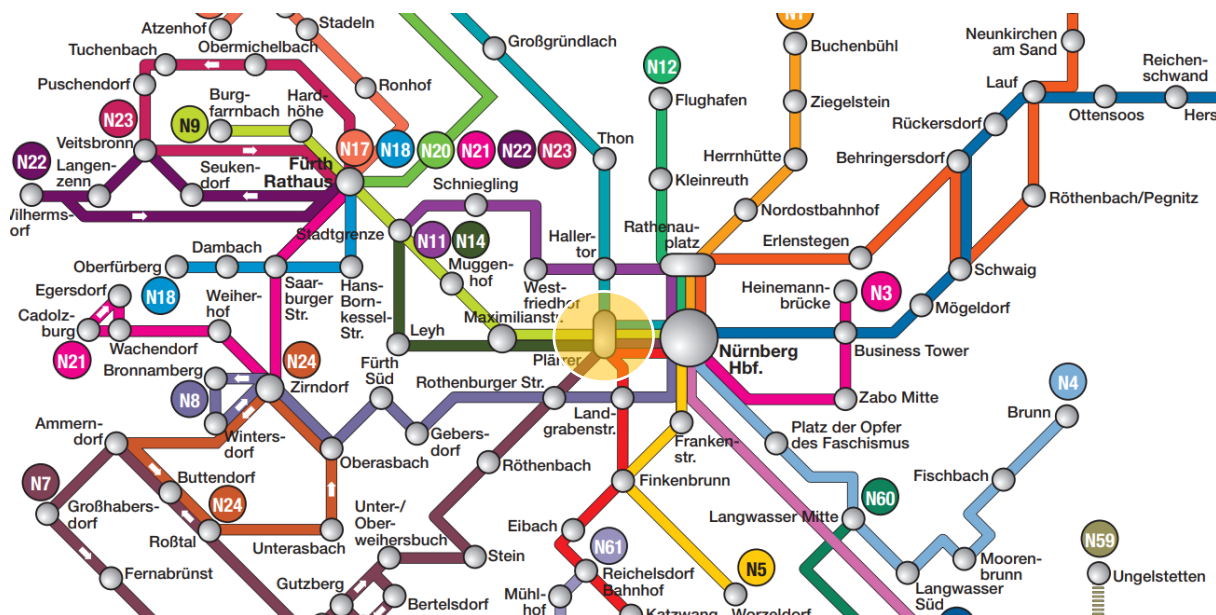 N1
Atzenhof
Stadeln
Tuchenbach
Obermichelbach
Großgründlach
Buchenbühl
Neunkirchen
am Sand
Reichen-
schwand
Puschendorf
Ronhof
N12
Lauf
N23
N9
Burg-
farrnbach
Hard-
höhe
Flughafen
Ziegelstein
Ottensoos
Hers
Rückersdorf
Veitsbronn
N22
Langen-
zenn
Seuken-
dorf
Fürth
Rathaus
N17
N18
N20
N21
N22
N23
Thon
Herrnhütte
Behringersdorf
Schniegling
Kleinreuth
Wilherms-
dorf
Röthenbach/Pegnitz
Nordostbahnhof
Stadtgrenze
N11
N14
Haller-
tor
Rathenau-
platz
Erlenstegen
Dambach
Oberfürberg
Muggen-
hof
West-
friedhof
Schwaig
N18
Saar-
burger
Str.
Hans-
Born-
kessel-
Str.
Heinemann-
brücke
N3
Egersdorf
Weiher-
hof
Mögeldorf
Cadolz-
burg
Maximilianstr.
N21
Wachendorf
N24
Leyh
Plärrer
Nürnberg
Hbf.
Business Tower
Bronnamberg
Fürth
Süd
Zirndorf
Rothenburger Str.
N4
N8
Zabo Mitte
Land-
grabenstr.
Brunn
Ammern-
dorf
Winters-
dorf
Gebers-
dorf
Franken-
str.
Platz der Opfer
des Faschismus
Oberasbach
Röthenbach
Buttendorf
Finkenbrunn
Fischbach
N7
Großhabers-
dorf
N24
N60
Unter-/
Ober-
weihersbuch
Langwasser Mitte
Roßtal
Unterasbach
Eibach
N61
N59
Stein
Mooren-
brunn
Fernabrünst
Gutzberg
Reichelsdorf
Bahnhof
N5
Langwasser
Süd
Ungelstetten
Bertelsdorf
Mühl-
hof
Katzwang
Worzeldorf